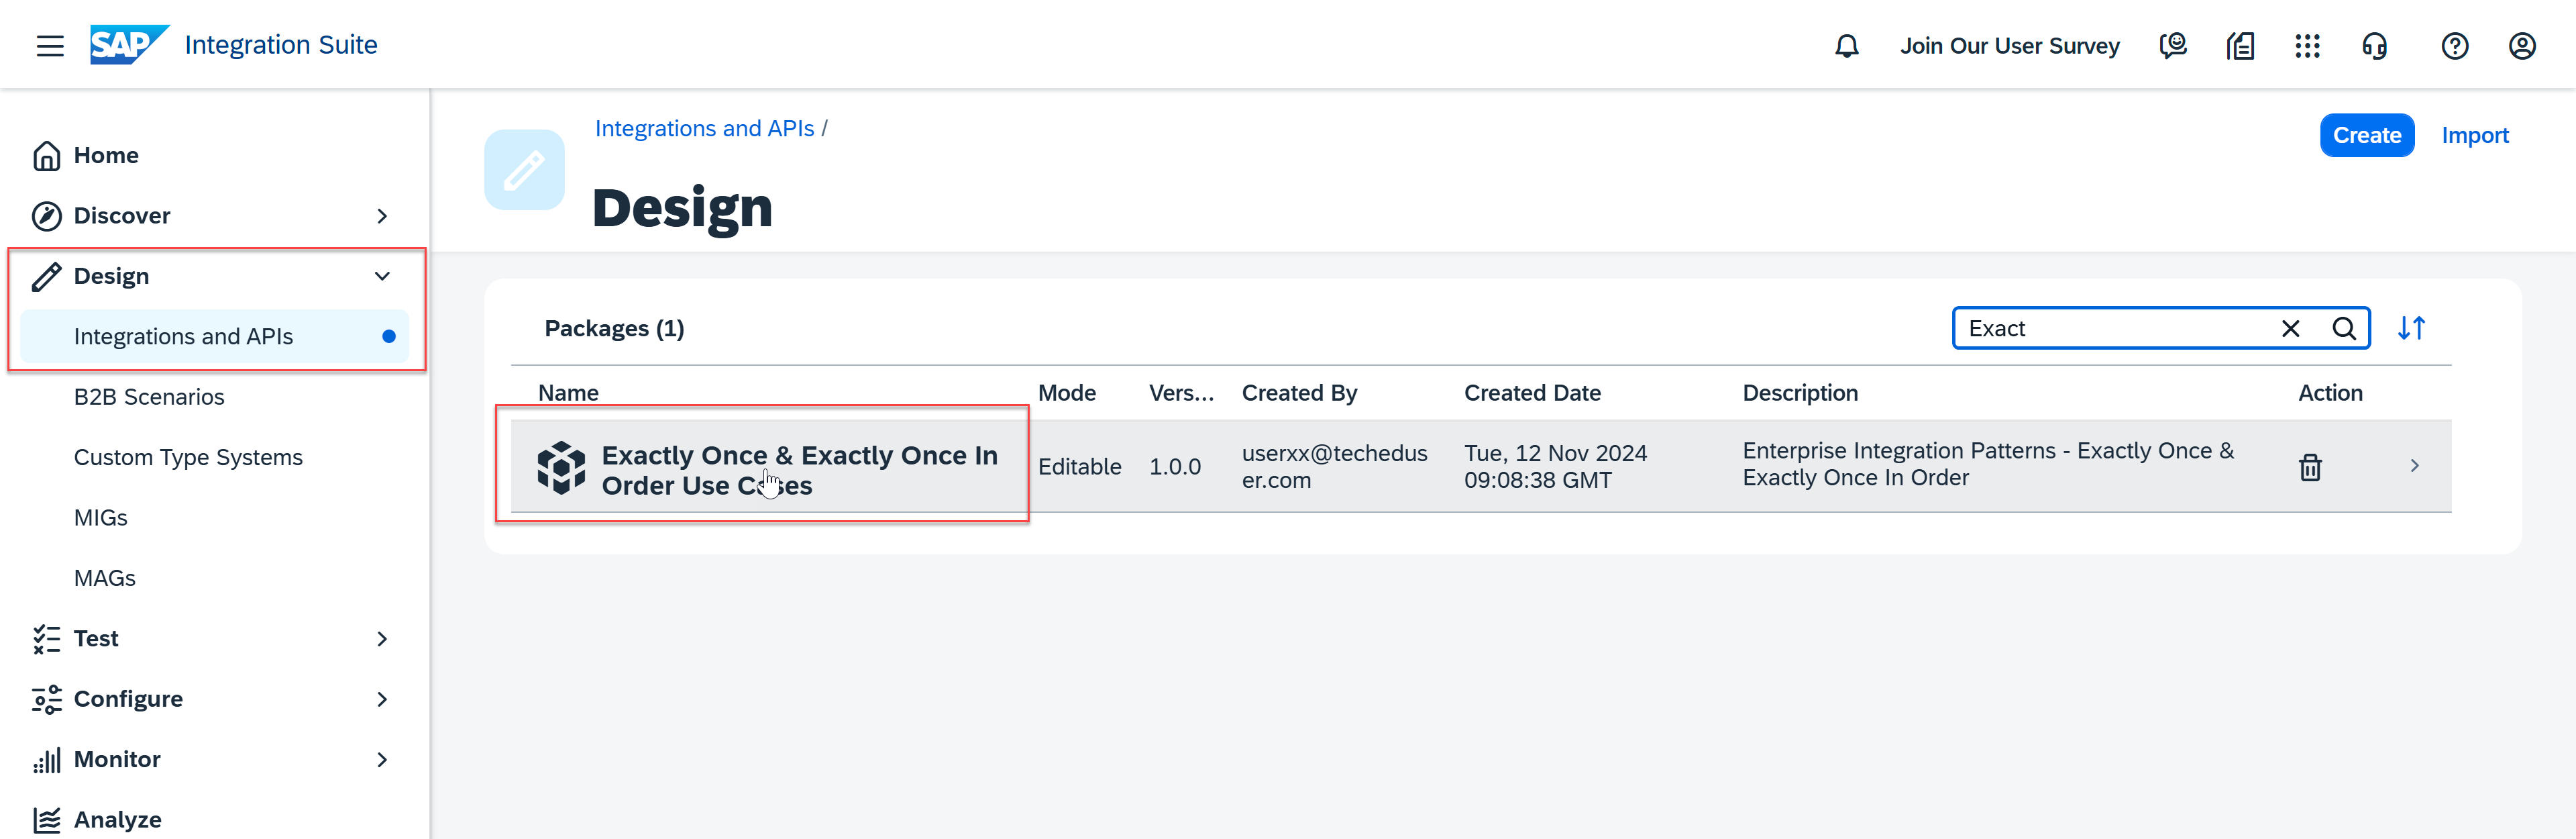 SAP Integration Suite
Join Our User Survey
Home
Discover
Design
Integrations and APIs
B2B Scenarios
Custom Type Systems
MIGs
MAGs
Test
Configure
Monitor
Analyze
Integrations and APIs /
Design
Create
Import
Packages (1)
Exact
Name
Mode
Vers...
Created By
Created Date
Description
Action
Exactly Once & Exactly Once In
Order Use Cases
Editable
1.0.0
userxx@techedus
er.com
Tue, 12 Nov 2024
09:08:38 GMT
Enterprise Integration Patterns - Exactly Once &
Exactly Once In Order